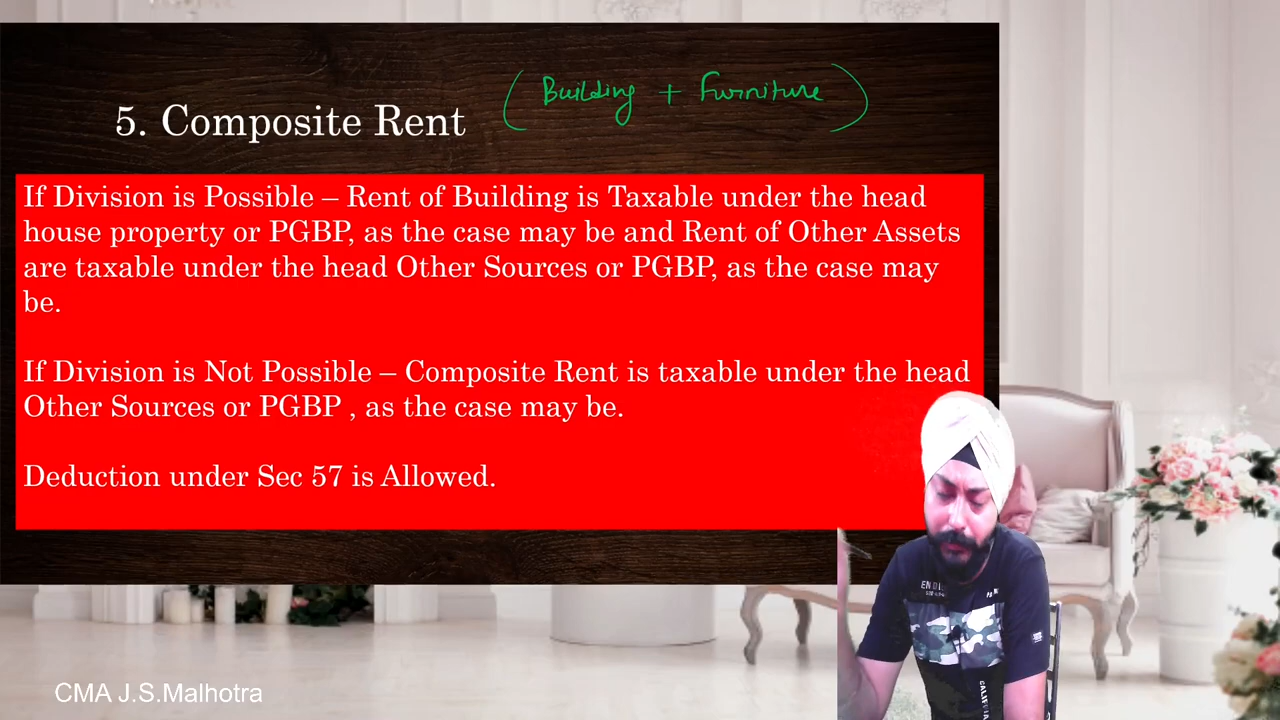 (Building + Furniture)
5. Composite Rent
If Division is Possible – Rent of Building is Taxable under the head
house property or PGBP, as the case may be and Rent of Other Assets
are taxable under the head Other Sources or PGBP, as the case may
be.
If Division is Not Possible – Composite Rent is taxable under the head
Other Sources or PGBP , as the case may be.
Deduction under Sec 57 is Allowed.
CMA J.S.Malhotra